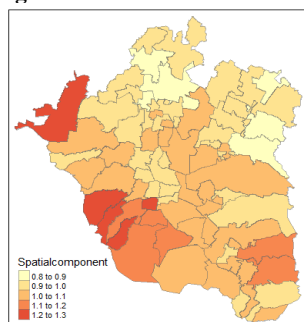 Spatialcomponent
0.8 to 0.9
0.9 to 1.0
1.0 to 1.1
1.1 to 1.2
1.2 to 1.3